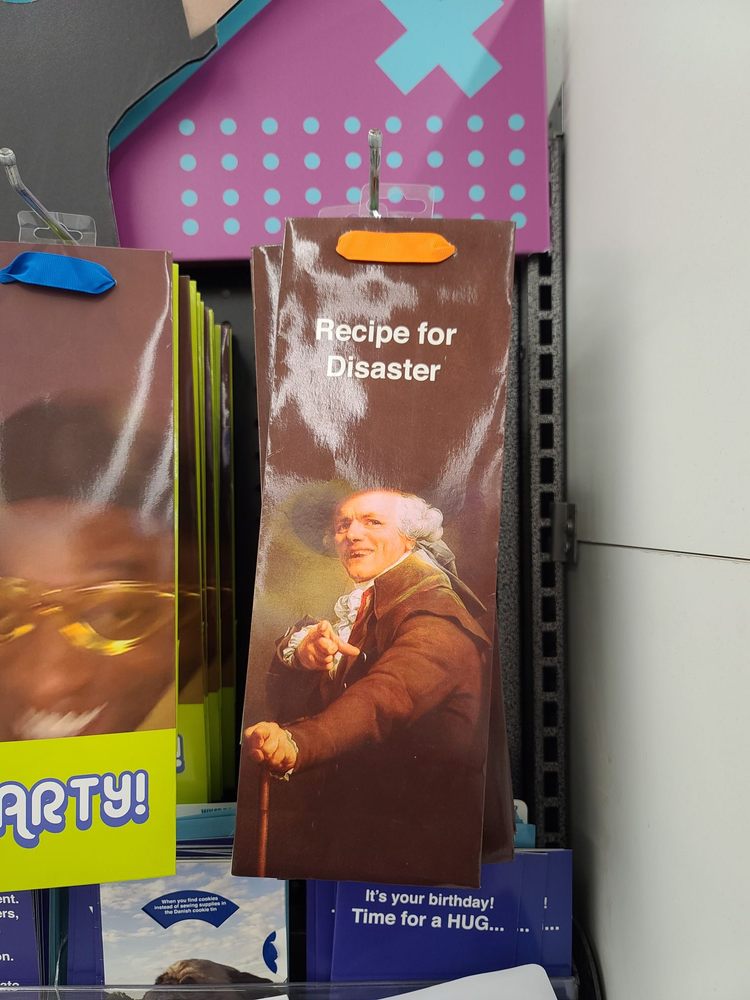 Recipe for
Disaster
ARTY!
When you find cookies
instead of sewing supplies in
the Danish cookie tin
It's your birthday!
Time for a HUG...